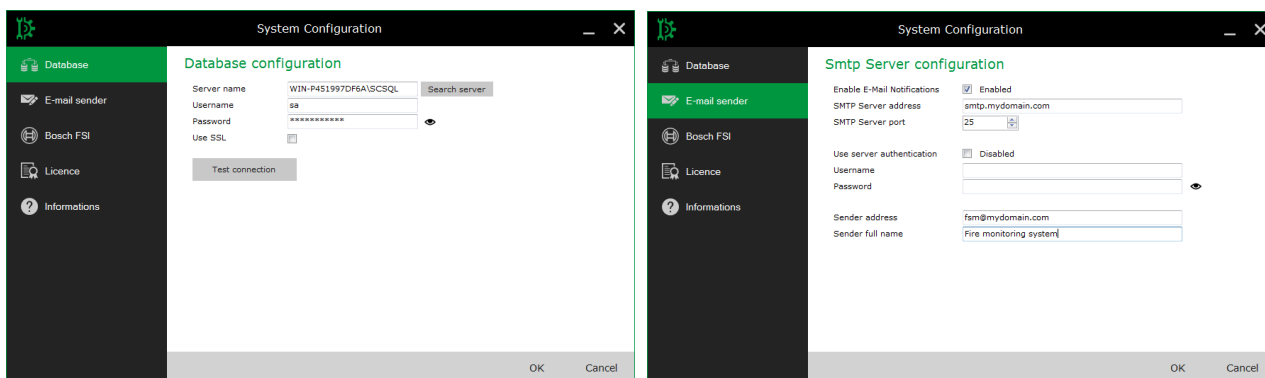 System Configuration
Database
E-mail sender
Bosch FSI
Licence
Informations
Database configuration
Server name WIN-P451997DF6A\SCSQL Search server
Username sa
Password ***********
Use SSL
Test connection
OK Cancel
System Configuration
Database
E-mail sender
Bosch FSI
Licence
Informations
Smtp Server configuration
Enable E-Mail Notifications Enabled
SMTP Server address smtp.mydomain.com
SMTP Server port 25
Use server authentication Disabled
Username
Password
Sender address fsm@mydomain.com
Sender full name Fire monitoring system
OK Cancel